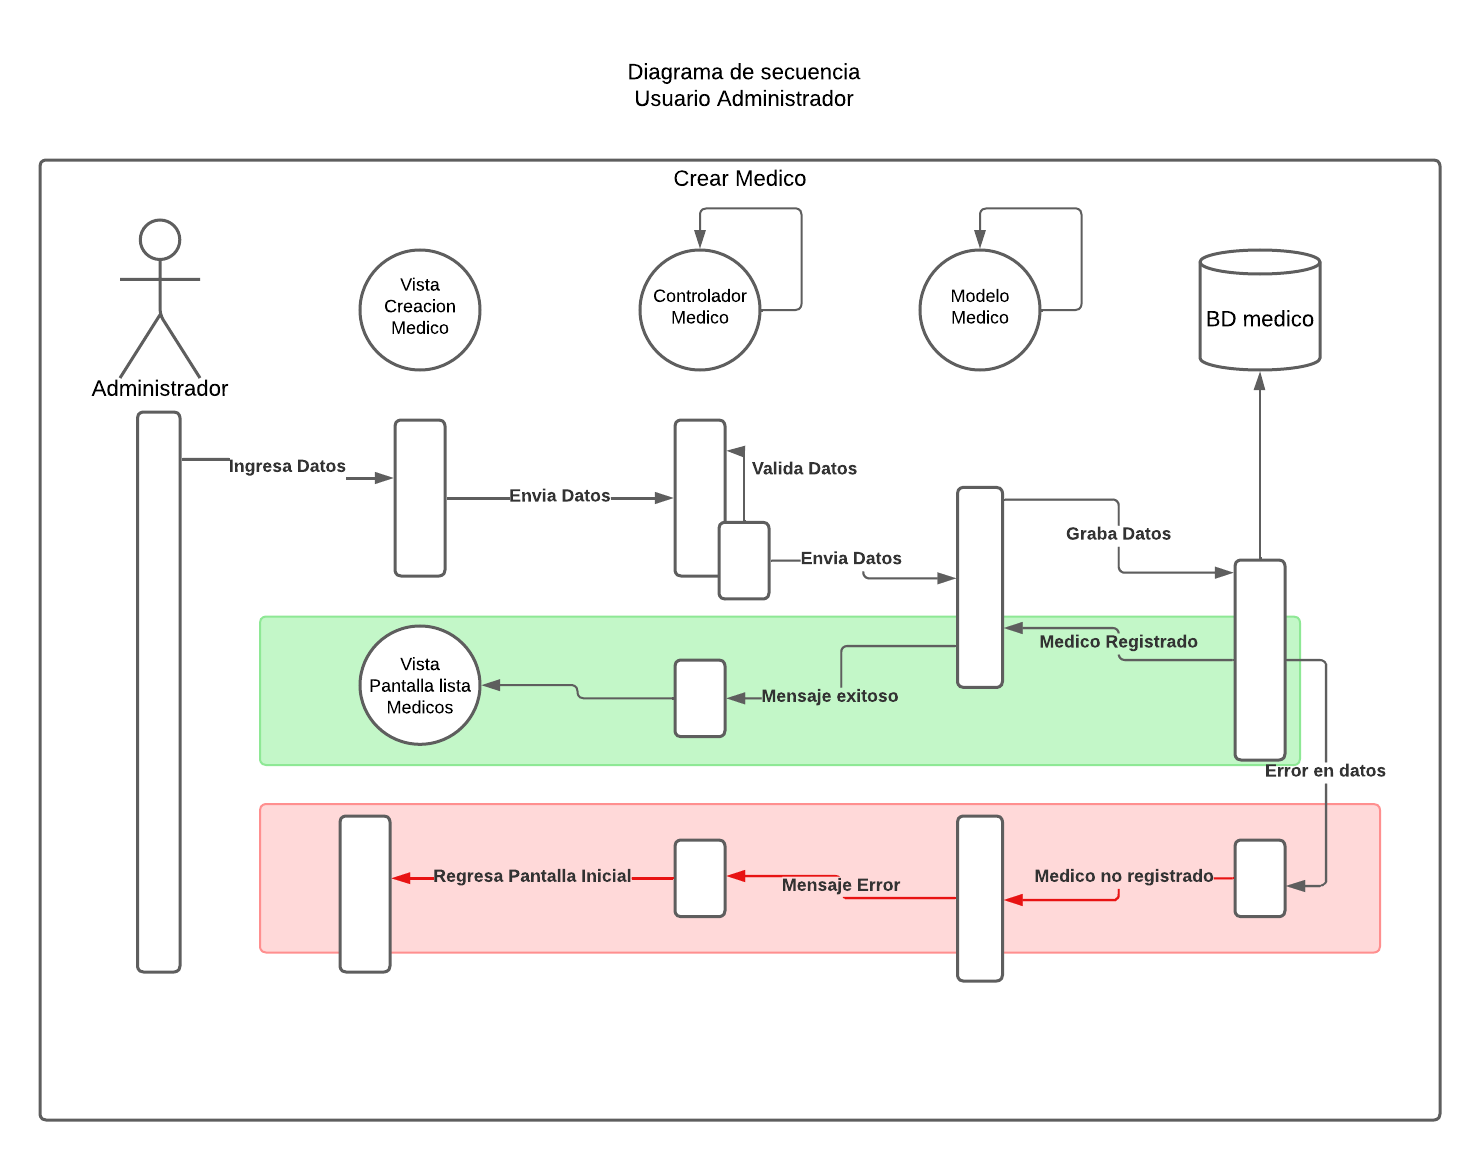 Diagrama de secuencia
Usuario Administrador
Crear Medico
Administrador
Vista
Creacion
Medico
Controlador
Medico
Modelo
Medico
BD medico
Ingresa Datos
Envia Datos
Valida Datos
Envia Datos
Graba Datos
Medico Registrado
Mensaje exitoso
Vista
Pantalla lista
Medicos
Error en datos
Regresa Pantalla Inicial
Mensaje Error
Medico no registrado